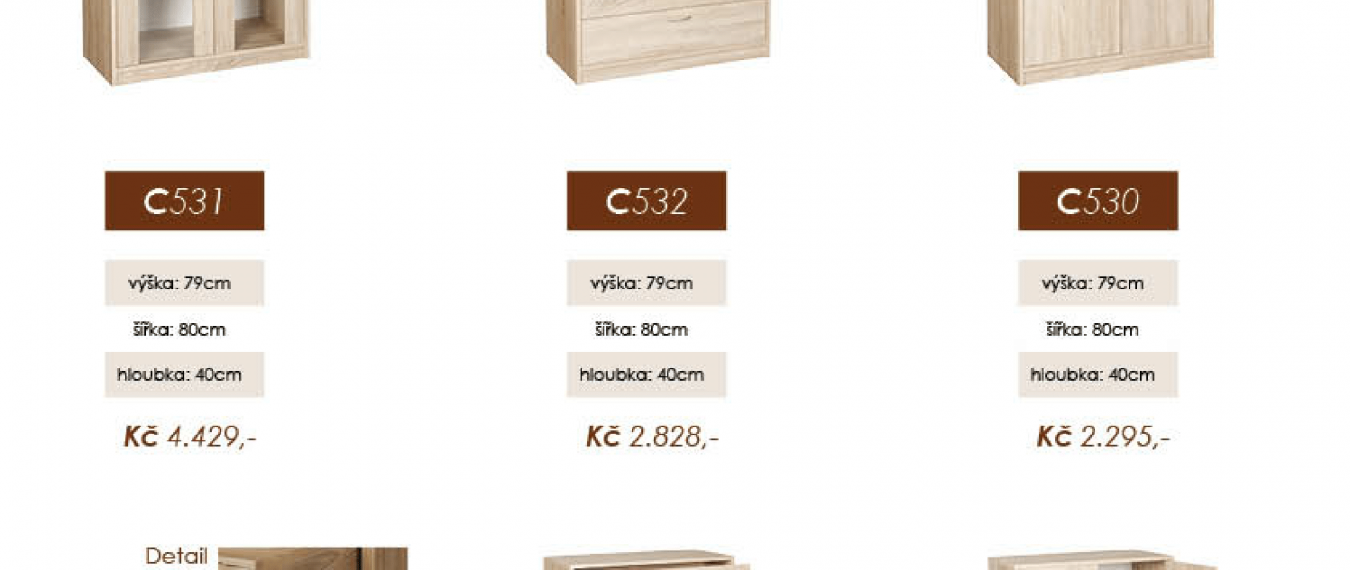 C531
výška: 79cm
šířka: 80cm
hloubka: 40cm
Kč 4.429,-
C532
výška: 79cm
šířka: 80cm
hloubka: 40cm
Kč 2.828,-
C530
výška: 79cm
šířka: 80cm
hloubka: 40cm
Kč 2.295,-
Detail